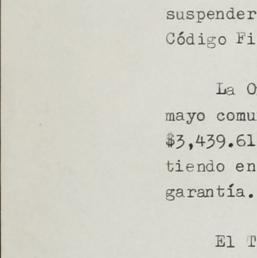 suspender
Código Fi
La O
mayo comu
$3,439.61
tiendo en
garantía.
El T